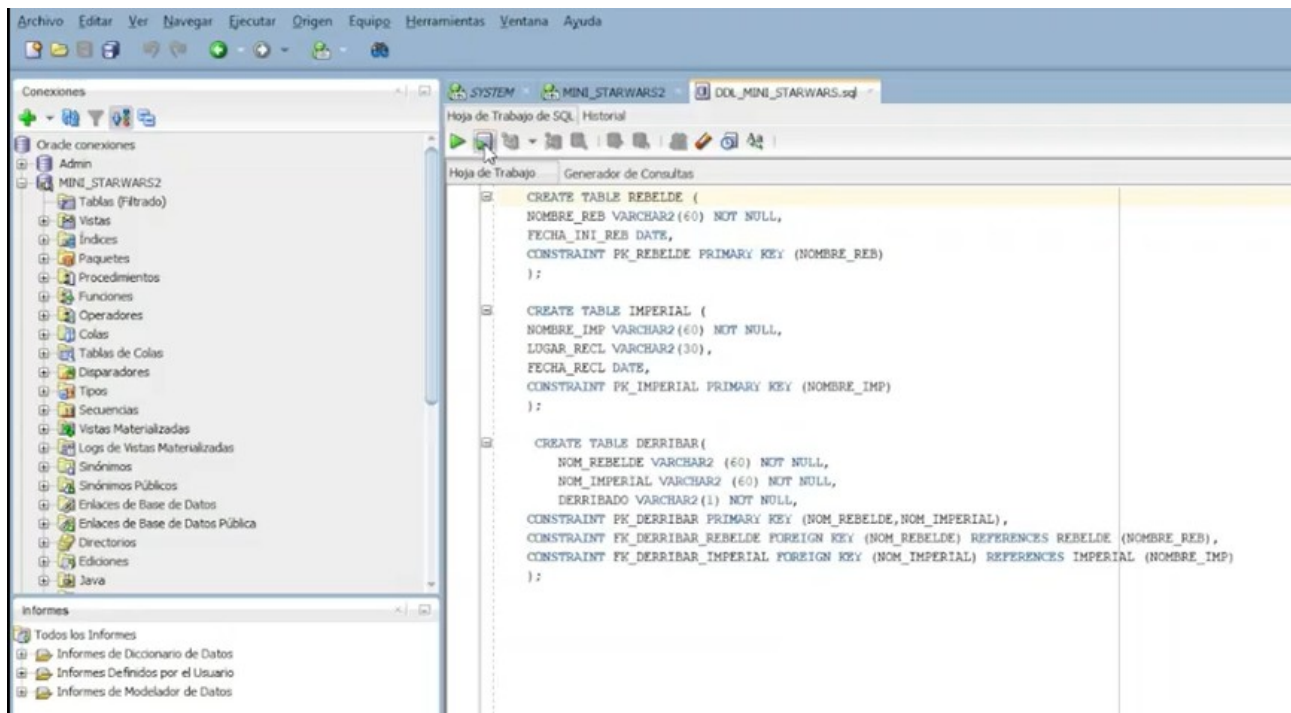 Archivo Editar Ver Navegar Ejecutar Origen Equipo Herramientas Ventana Ayuda
Conexiones
Oracle conexiones
Admin
MINI_STARWARS2
Tablas (Filtrado)
Vistas
Índices
Paquetes
Procedimientos
Funciones
Operadores
Colas
Tablas de Colas
Disparadores
Tipos
Secuencias
Vistas Materializadas
Logs de Vistas Materializadas
Sinónimos
Sinónimos Públicos
Enlaces de Base de Datos
Enlaces de Base de Datos Pública
Directorios
Ediciones
Java
Informes
Todos los Informes
Informes de Diccionario de Datos
Informes Definidos por el Usuario
Informes de Modelador de Datos
SYSTEM MINI_STARWARS2 DDL_MINI_STARWARS.sql
Hoja de Trabajo de SQL Historial
Hoja de Trabajo Generador de Consultas
CREATE TABLE REBELDE (
NOMBRE_REB VARCHAR2(60) NOT NULL,
FECHA_INI_REB DATE,
CONSTRAINT PK_REBELDE PRIMARY KEY (NOMBRE_REB)
);
CREATE TABLE IMPERIAL (
NOMBRE_IMP VARCHAR2(60) NOT NULL,
LUGAR_RECL VARCHAR2(30),
FECHA_RECL DATE,
CONSTRAINT PK_IMPERIAL PRIMARY KEY (NOMBRE_IMP)
);
CREATE TABLE DERRIBAR(
NOM_REBELDE VARCHAR2 (60) NOT NULL,
NOM_IMPERIAL VARCHAR2 (60) NOT NULL,
DERRIBADO VARCHAR2(1) NOT NULL,
CONSTRAINT PK_DERRIBAR PRIMARY KEY (NOM_REBELDE,NOM_IMPERIAL),
CONSTRAINT FK_DERRIBAR_REBELDE FOREIGN KEY (NOM_REBELDE) REFERENCES REBELDE (NOMBRE_REB),
CONSTRAINT FK_DERRIBAR_IMPERIAL FOREIGN KEY (NOM_IMPERIAL) REFERENCES IMPERIAL (NOMBRE_IMP)
);